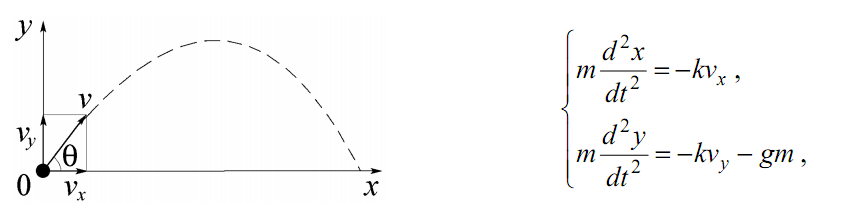 y
v
v_y
θ
0
v_x
x
m d²x/dt² = −kv_x ,
m d²y/dt² = −kv_y − gm ,